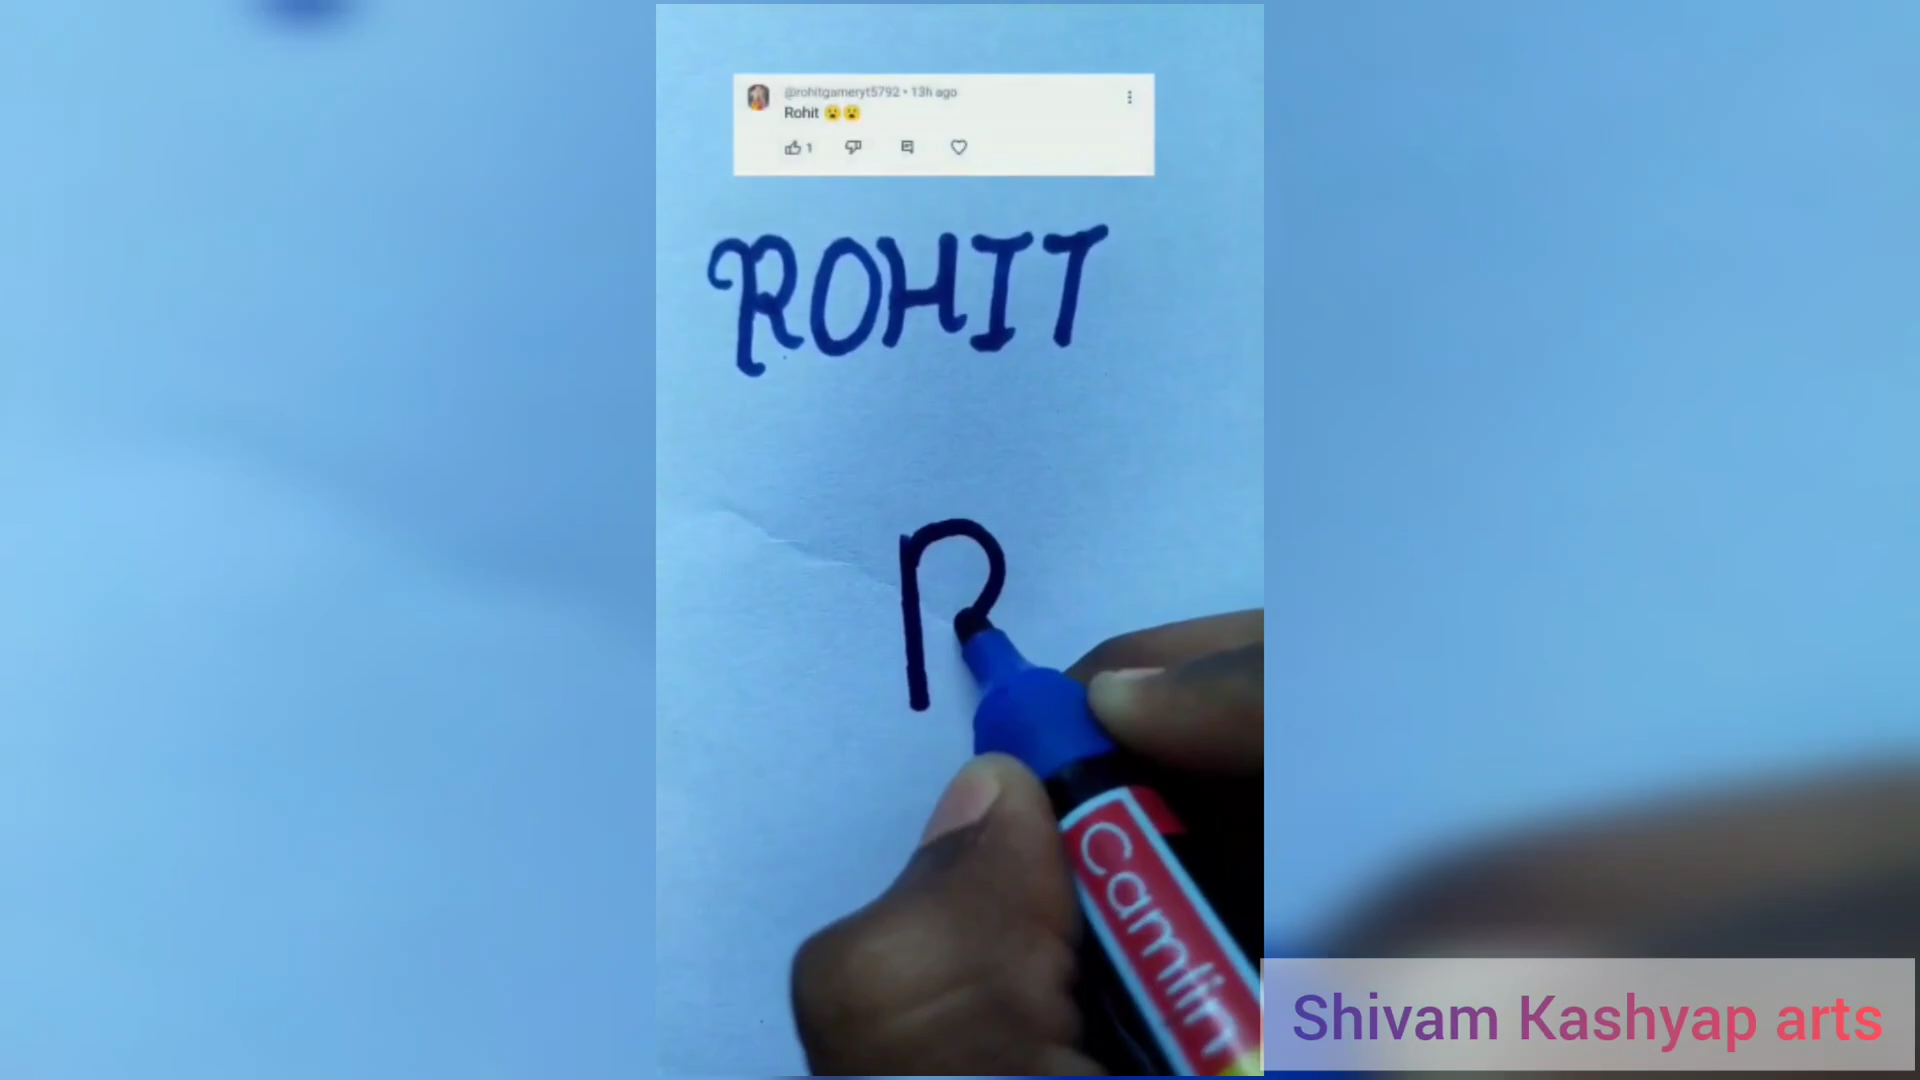 @rohitgameryt5792 • 13h ago
Rohit 😮😮
1
ROHIT
R
Camlin
Shivam Kashyap arts